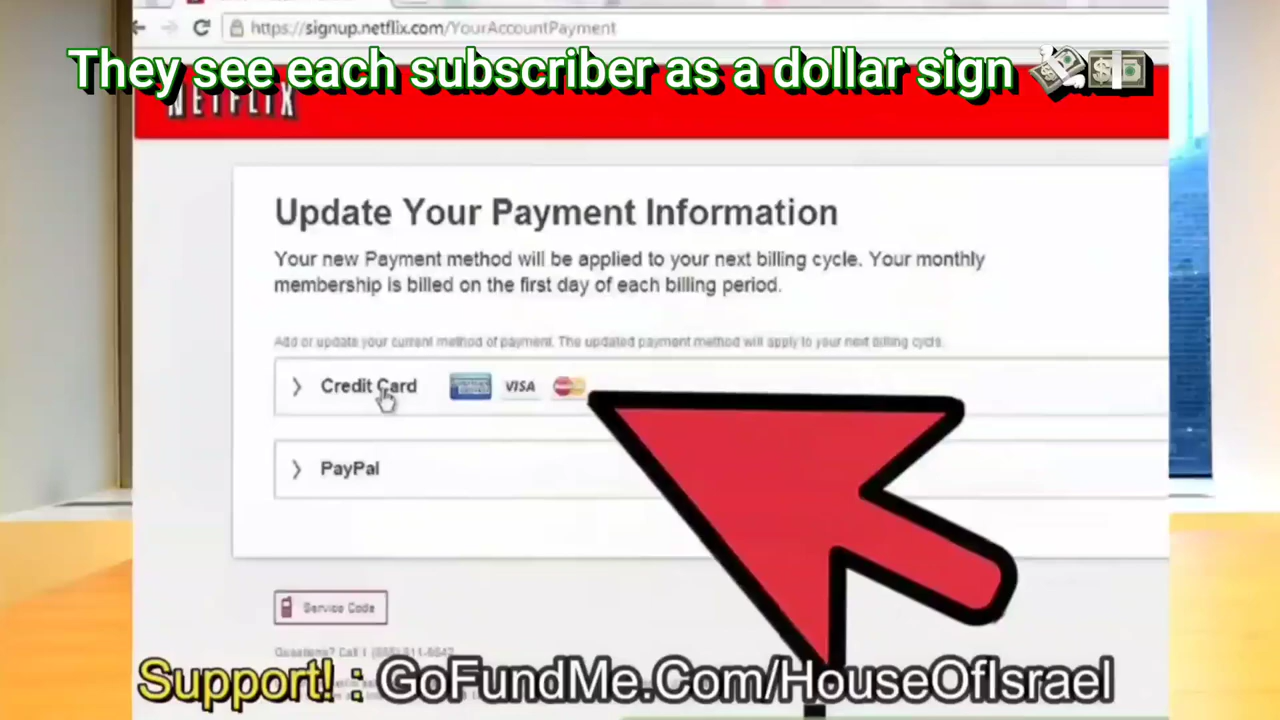 https://signup.netflix.com/YourAccountPayment
They see each subscriber as a dollar sign
NETFLIX
Update Your Payment Information
Your new Payment method will be applied to your next billing cycle. Your monthly
membership is billed on the first day of each billing period.
Add or update your current method of payment. The updated payment method will apply to your next billing cycle.
Credit Card VISA
PayPal
Service Code
Questions? Call 1
Support! : GoFundMe.Com/HouseOfIsrael